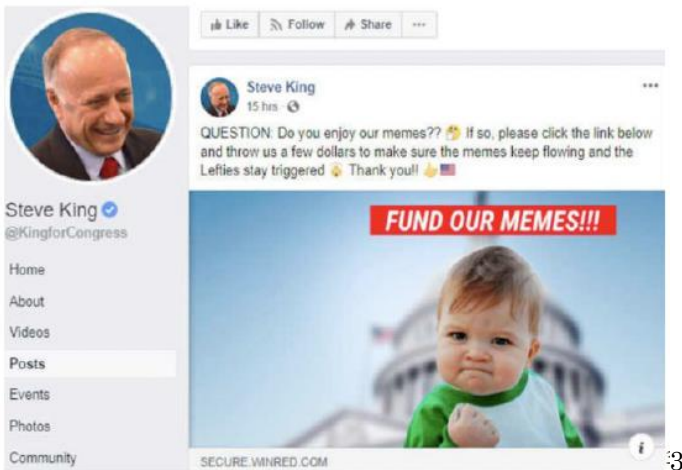 Like Follow Share ...
Steve King
15 hrs
QUESTION: Do you enjoy our memes?? 🤔 If so, please click the link below
and throw us a few dollars to make sure the memes keep flowing and the
Lefties stay triggered Thank you!! 👍🇺🇸
FUND OUR MEMES!!!
SECURE.WINRED.COM
i
Steve King
@KingforCongress
Home
About
Videos
Posts
Events
Photos
Community